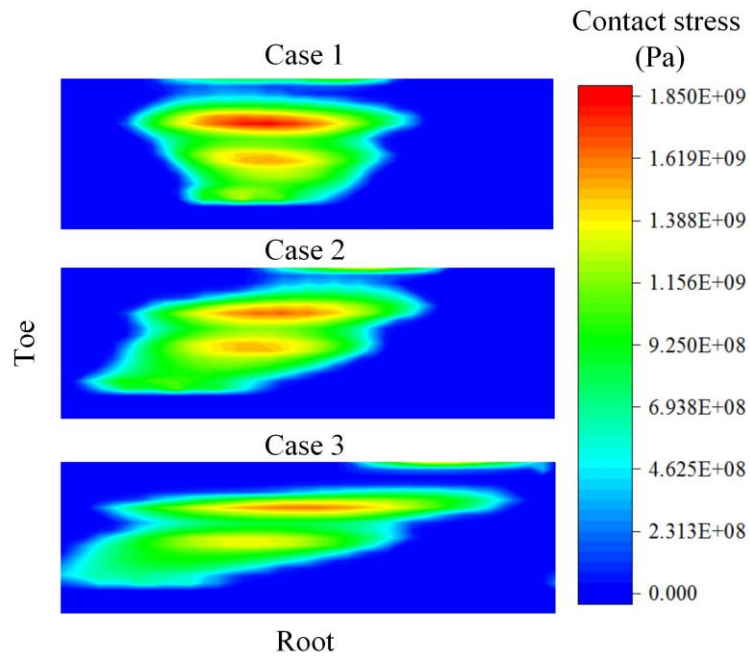 Contact stress
(Pa)
Case 1
1.850E+09
1.619E+09
1.388E+09
1.156E+09
9.250E+08
6.938E+08
4.625E+08
2.313E+08
0.000
Case 2
Toe
Case 3
Root